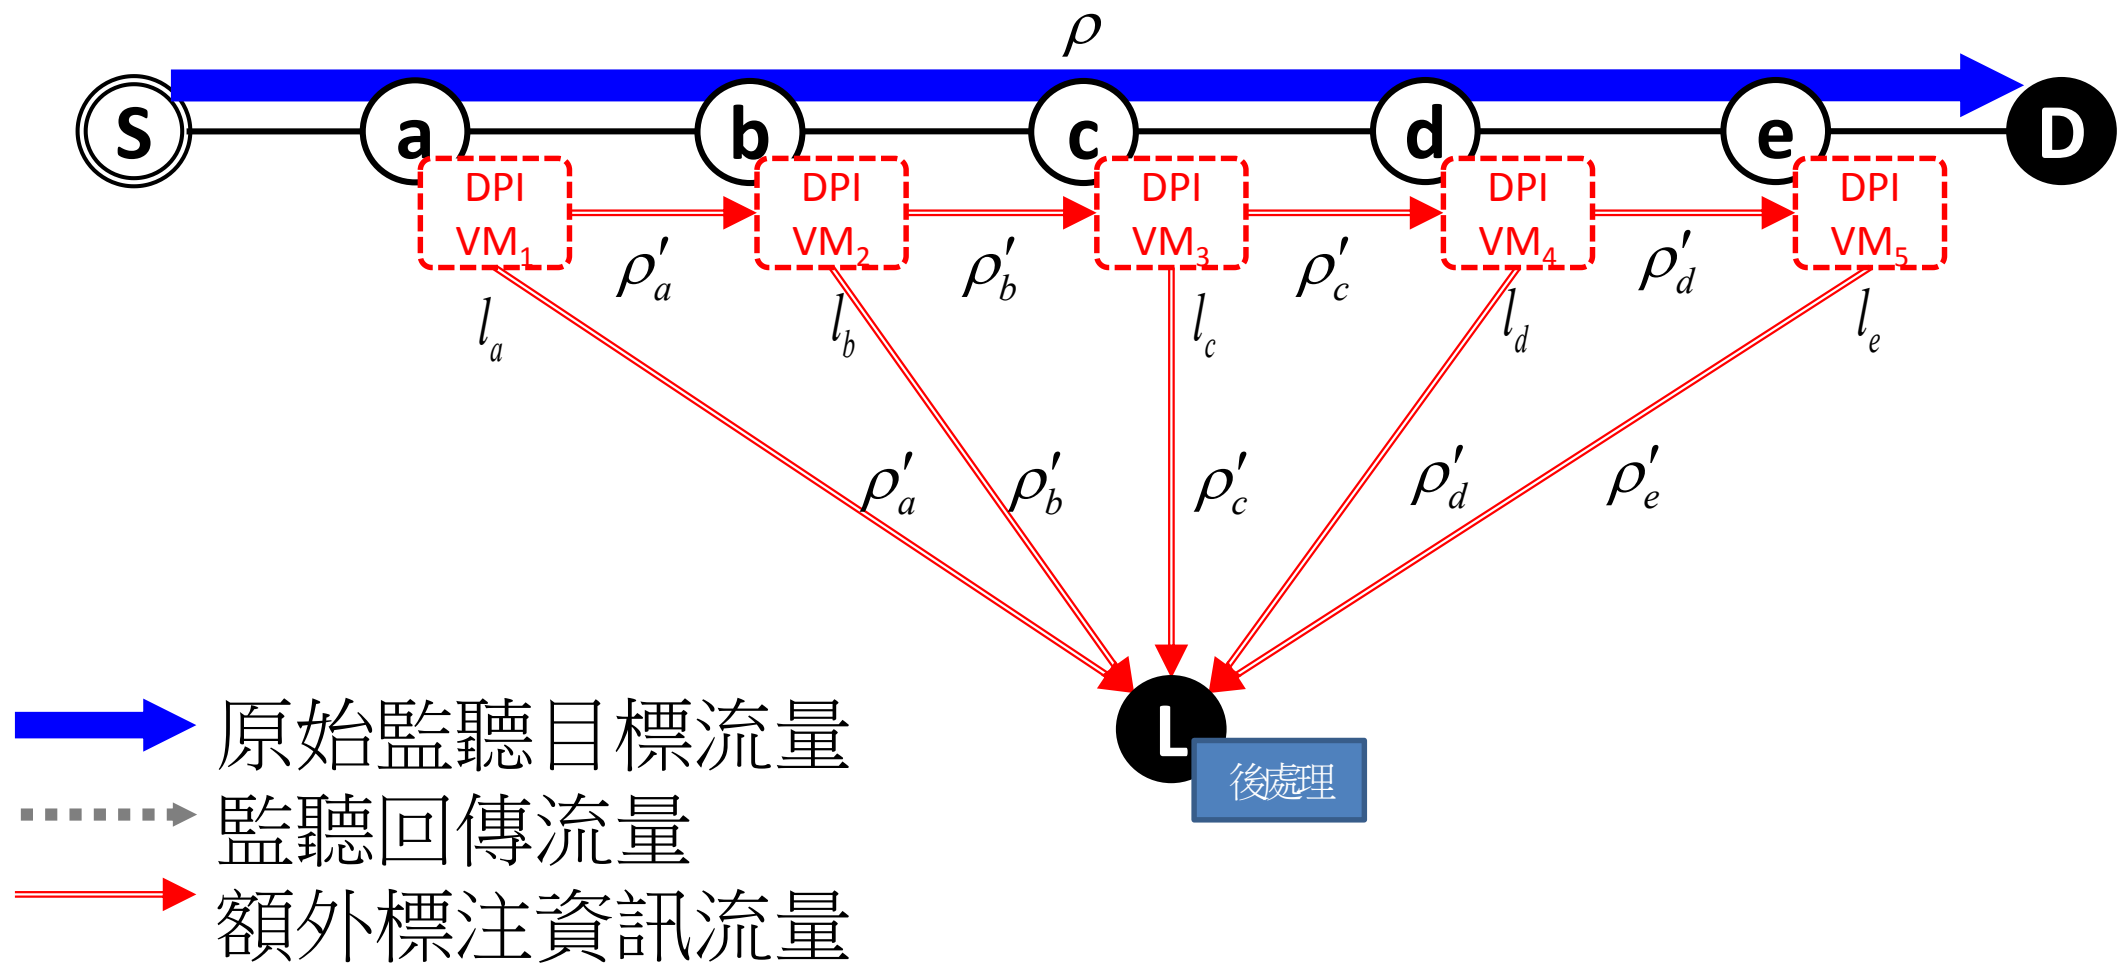 ρ
S a b c d e D
DPI VM₁ DPI VM₂ DPI VM₃ DPI VM₄ DPI VM₅
ρ′a ρ′b ρ′c ρ′d
la lb lc ld le
ρ′a ρ′b ρ′c ρ′d ρ′e
L
後處理
原始監聽目標流量
監聽回傳流量
額外標注資訊流量